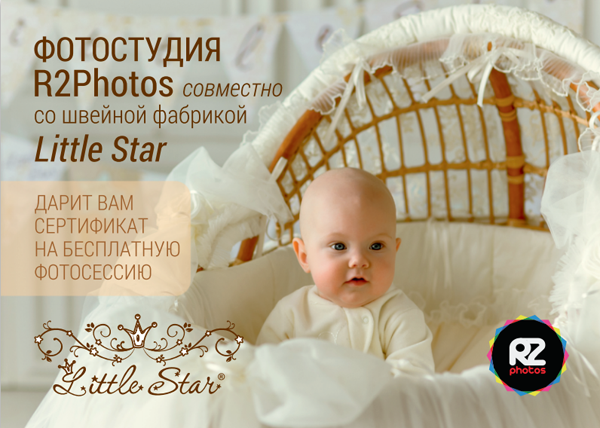 ФОТОСТУДИЯ
R2Photos совместно
со швейной фабрикой
Little Star
ДАРИТ ВАМ
СЕРТИФИКАТ
НА БЕСПЛАТНУЮ
ФОТОСЕССИЮ
Little Star®
R2
photos